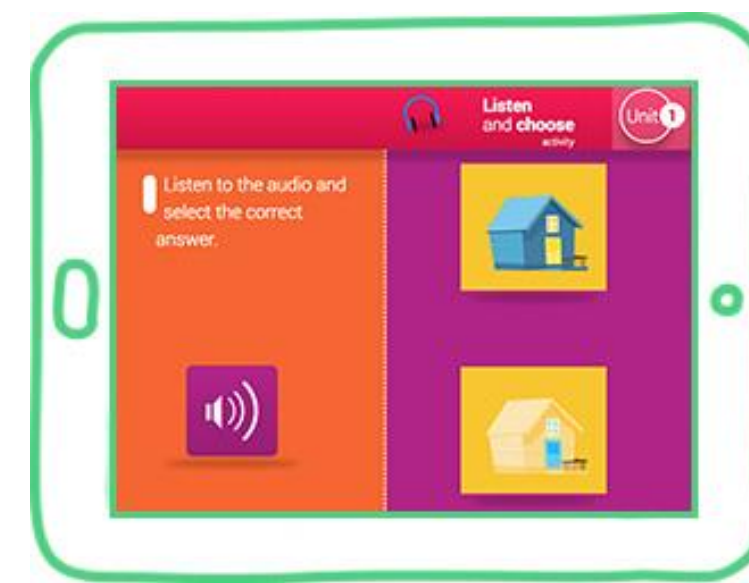 Listen
and choose
activity
Unit 1
Listen to the audio and
select the correct
answer.